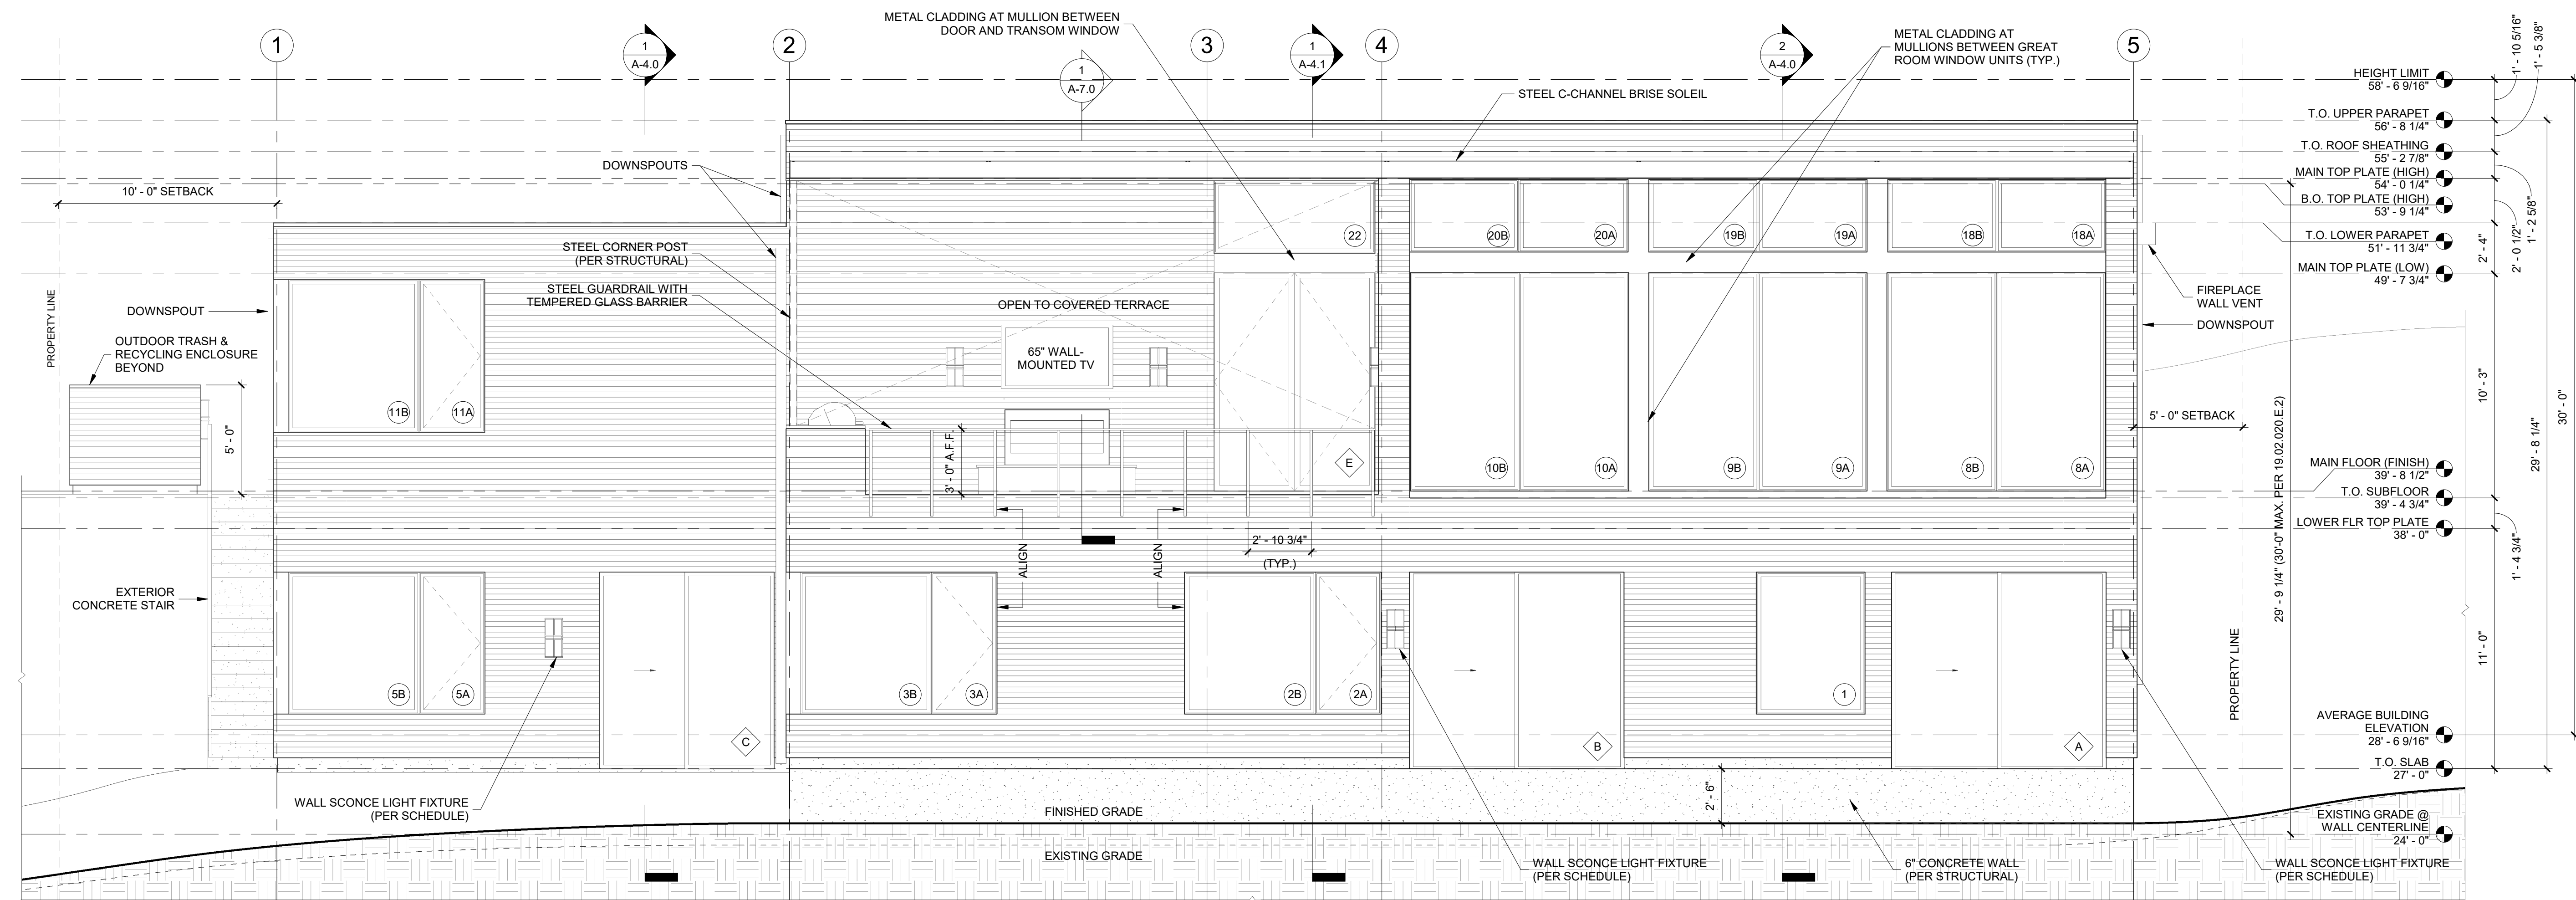 METAL CLADDING AT MULLION BETWEEN
DOOR AND TRANSOM WINDOW
METAL CLADDING AT
MULLIONS BETWEEN GREAT
ROOM WINDOW UNITS (TYP.)
1
1
A-4.0
2
1
A-7.0
3
1
A-4.1
4
2
A-4.0
5
STEEL C-CHANNEL BRISE SOLEIL
DOWNSPOUTS
10' - 0" SETBACK
STEEL CORNER POST
(PER STRUCTURAL)
STEEL GUARDRAIL WITH
TEMPERED GLASS BARRIER
PROPERTY LINE
DOWNSPOUT
OUTDOOR TRASH &
RECYCLING ENCLOSURE
BEYOND
5' - 0"
11B
11A
OPEN TO COVERED TERRACE
65" WALL-
MOUNTED TV
3' - 0" A.F.F.
22
E
20B
20A
19B
19A
18B
18A
10B
10A
9B
9A
8B
8A
FIREPLACE
WALL VENT
DOWNSPOUT
5' - 0" SETBACK
ALIGN
ALIGN
2' - 10 3/4"
(TYP.)
EXTERIOR
CONCRETE STAIR
5B
5A
C
3B
3A
2B
2A
B
1
A
PROPERTY LINE
29' - 9 1/4" (30'-0" MAX. PER 19.02.020.E.2)
WALL SCONCE LIGHT FIXTURE
(PER SCHEDULE)
FINISHED GRADE
EXISTING GRADE
2' - 6"
WALL SCONCE LIGHT FIXTURE
(PER SCHEDULE)
6" CONCRETE WALL
(PER STRUCTURAL)
WALL SCONCE LIGHT FIXTURE
(PER SCHEDULE)
HEIGHT LIMIT
58' - 6 9/16"
T.O. UPPER PARAPET
56' - 8 1/4"
T.O. ROOF SHEATHING
55' - 2 7/8"
MAIN TOP PLATE (HIGH)
54' - 0 1/4"
B.O. TOP PLATE (HIGH)
53' - 9 1/4"
T.O. LOWER PARAPET
51' - 11 3/4"
MAIN TOP PLATE (LOW)
49' - 7 3/4"
MAIN FLOOR (FINISH)
39' - 8 1/2"
T.O. SUBFLOOR
39' - 4 3/4"
LOWER FLR TOP PLATE
38' - 0"
AVERAGE BUILDING
ELEVATION
28' - 6 9/16"
T.O. SLAB
27' - 0"
EXISTING GRADE @
WALL CENTERLINE
24' - 0"
1' - 10 5/16"
1' - 5 3/8"
1' - 2 5/8"
2' - 0 1/2"
2' - 4"
10' - 3"
1' - 4 3/4"
11' - 0"
29' - 8 1/4"
30' - 0"